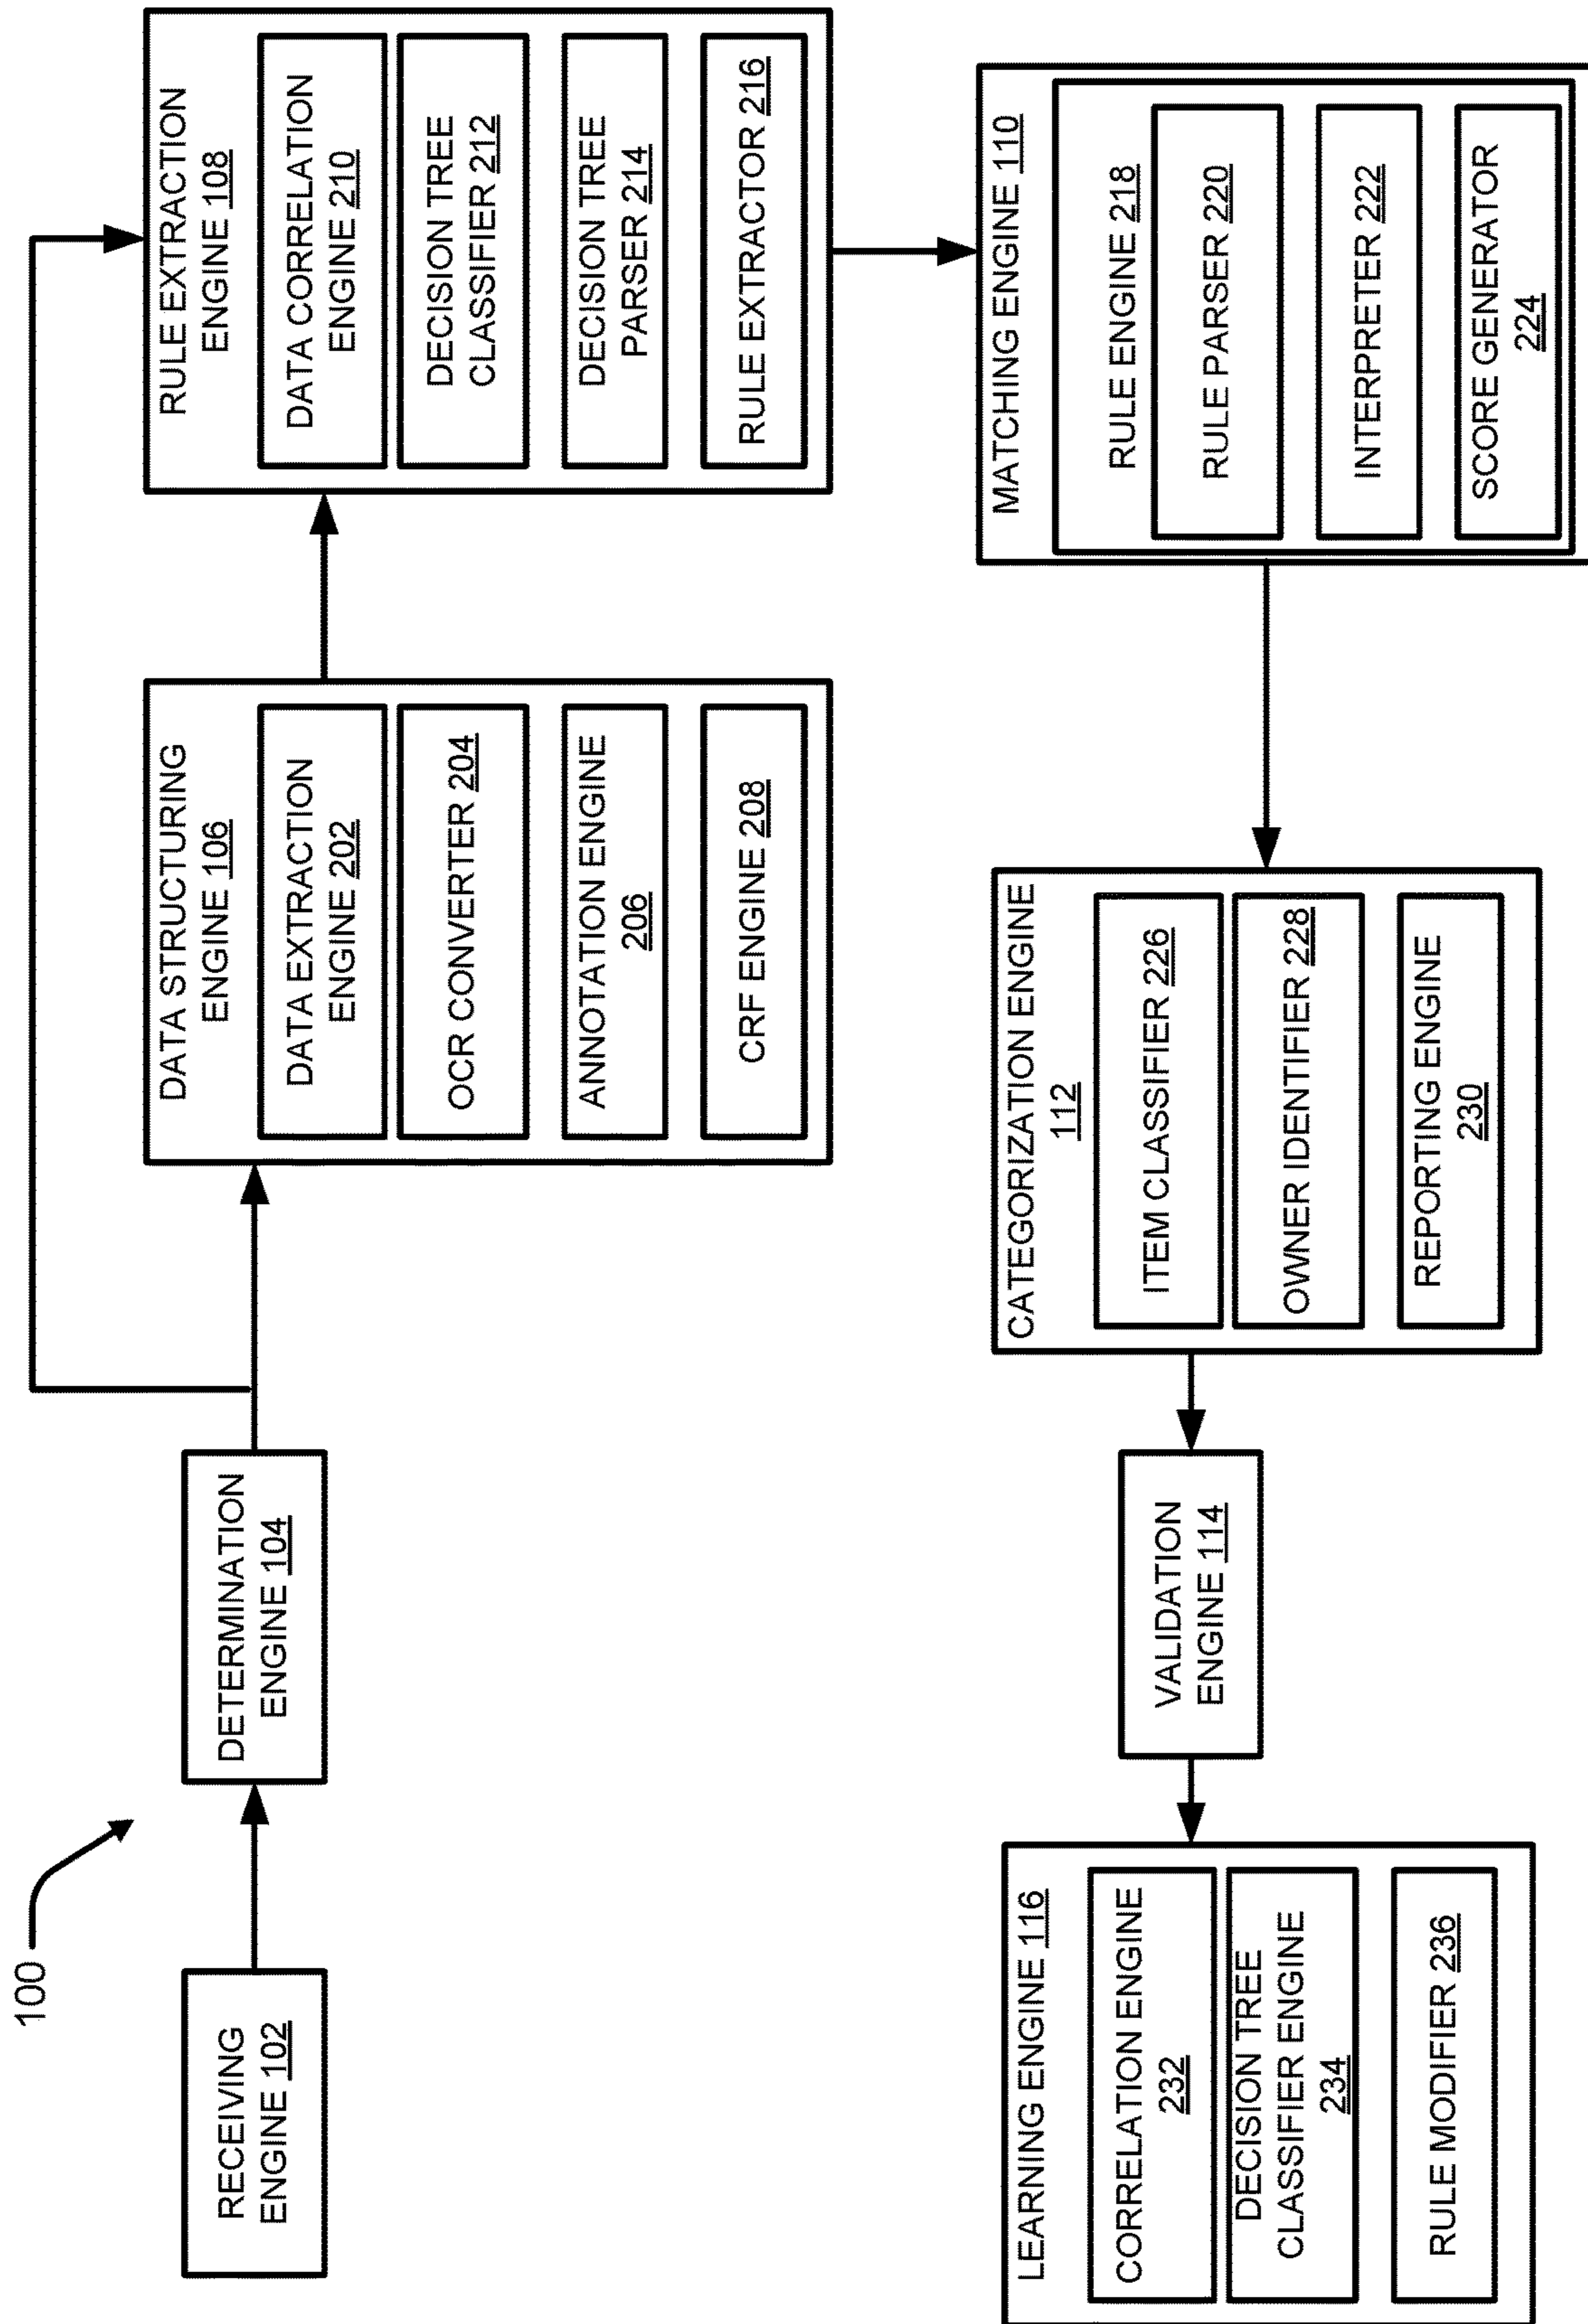 100
RECEIVING
ENGINE 102
DETERMINATION
ENGINE 104
DATA STRUCTURING
ENGINE 106
DATA EXTRACTION
ENGINE 202
OCR CONVERTER 204
ANNOTATION ENGINE
206
CRF ENGINE 208
RULE EXTRACTION
ENGINE 108
DATA CORRELATION
ENGINE 210
DECISION TREE
CLASSIFIER 212
DECISION TREE
PARSER 214
RULE EXTRACTOR 216
LEARNING ENGINE 116
CORRELATION ENGINE
232
DECISION TREE
CLASSIFIER ENGINE
234
RULE MODIFIER 236
VALIDATION
ENGINE 114
CATEGORIZATION ENGINE
112
ITEM CLASSIFIER 226
OWNER IDENTIFIER 228
REPORTING ENGINE
230
MATCHING ENGINE 110
RULE ENGINE 218
RULE PARSER 220
INTERPRETER 222
SCORE GENERATOR
224